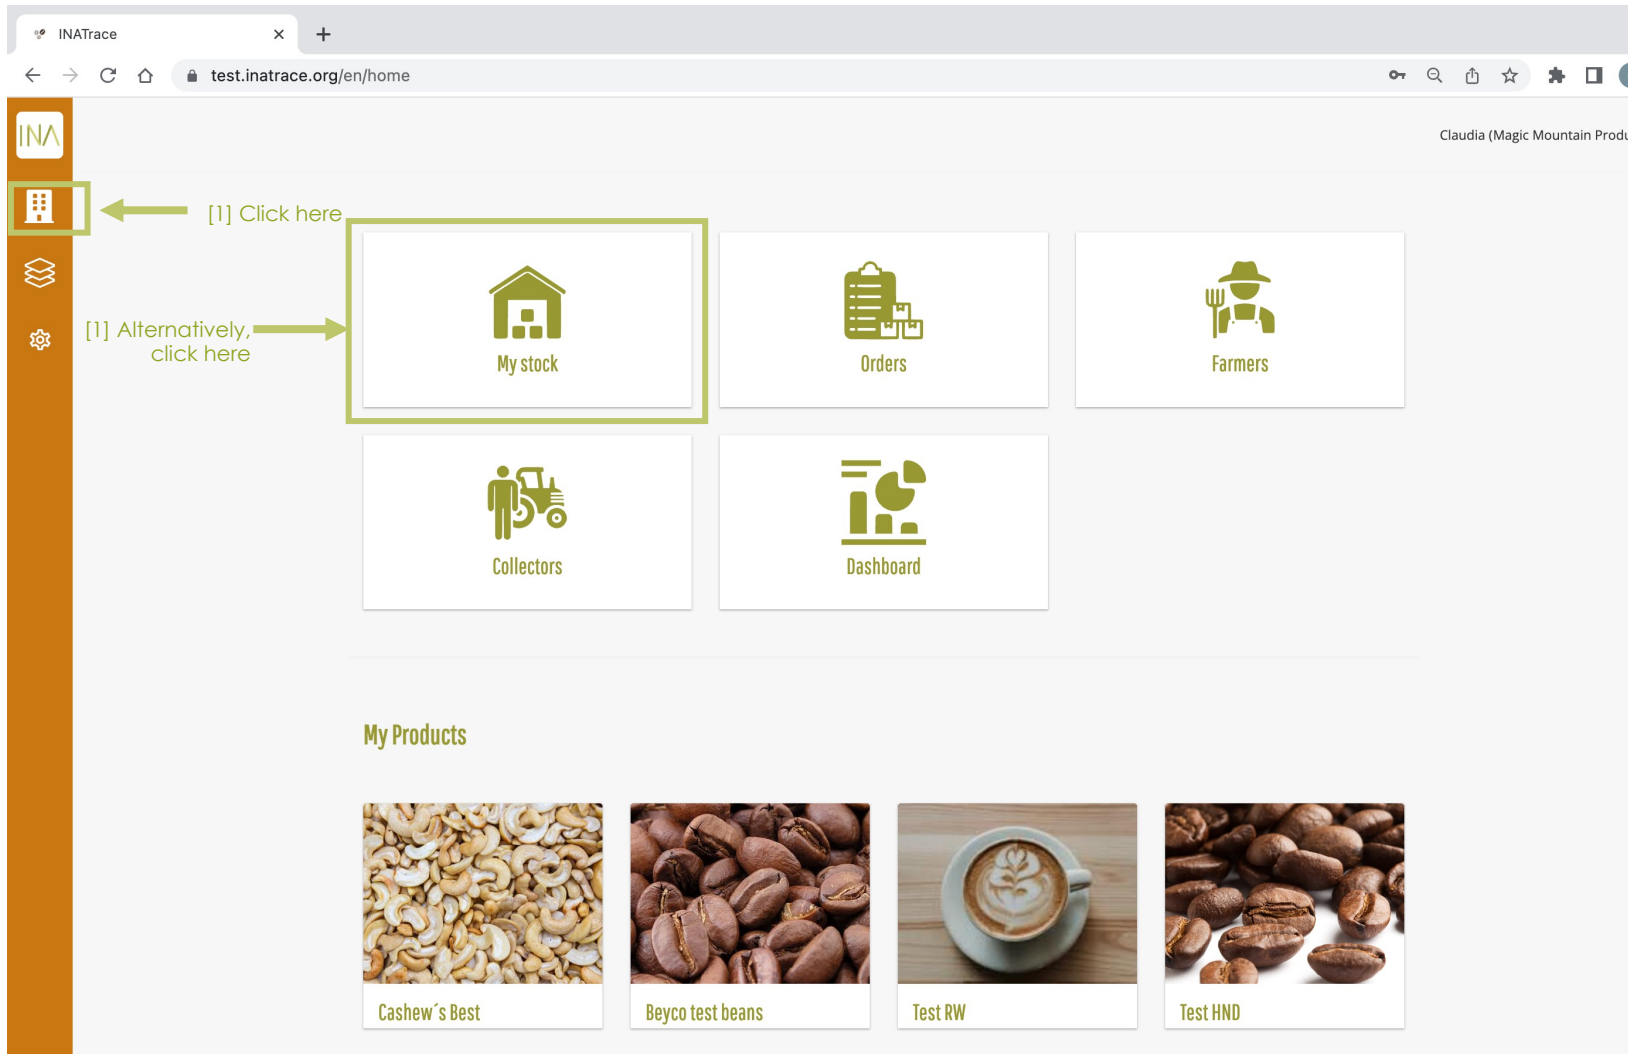 INATrace
test.inatrace.org/en/home
INA
Claudia (Magic Mountain Produ
[1] Click here
[1] Alternatively,
click here
My stock
Orders
Farmers
Collectors
Dashboard
My Products
Cashew´s Best
Beyco test beans
Test RW
Test HND